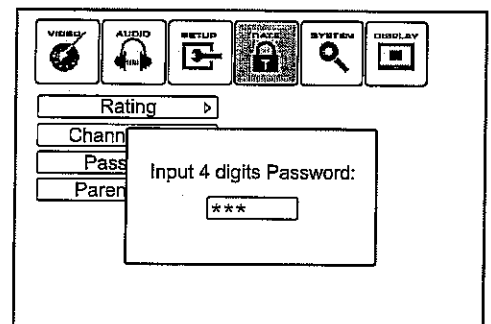 VIDEO AUDIO SETUP RATE SYSTEM DISPLAY
T
Rating
Chann
Pass
Paren
Input 4 digits Password:
***